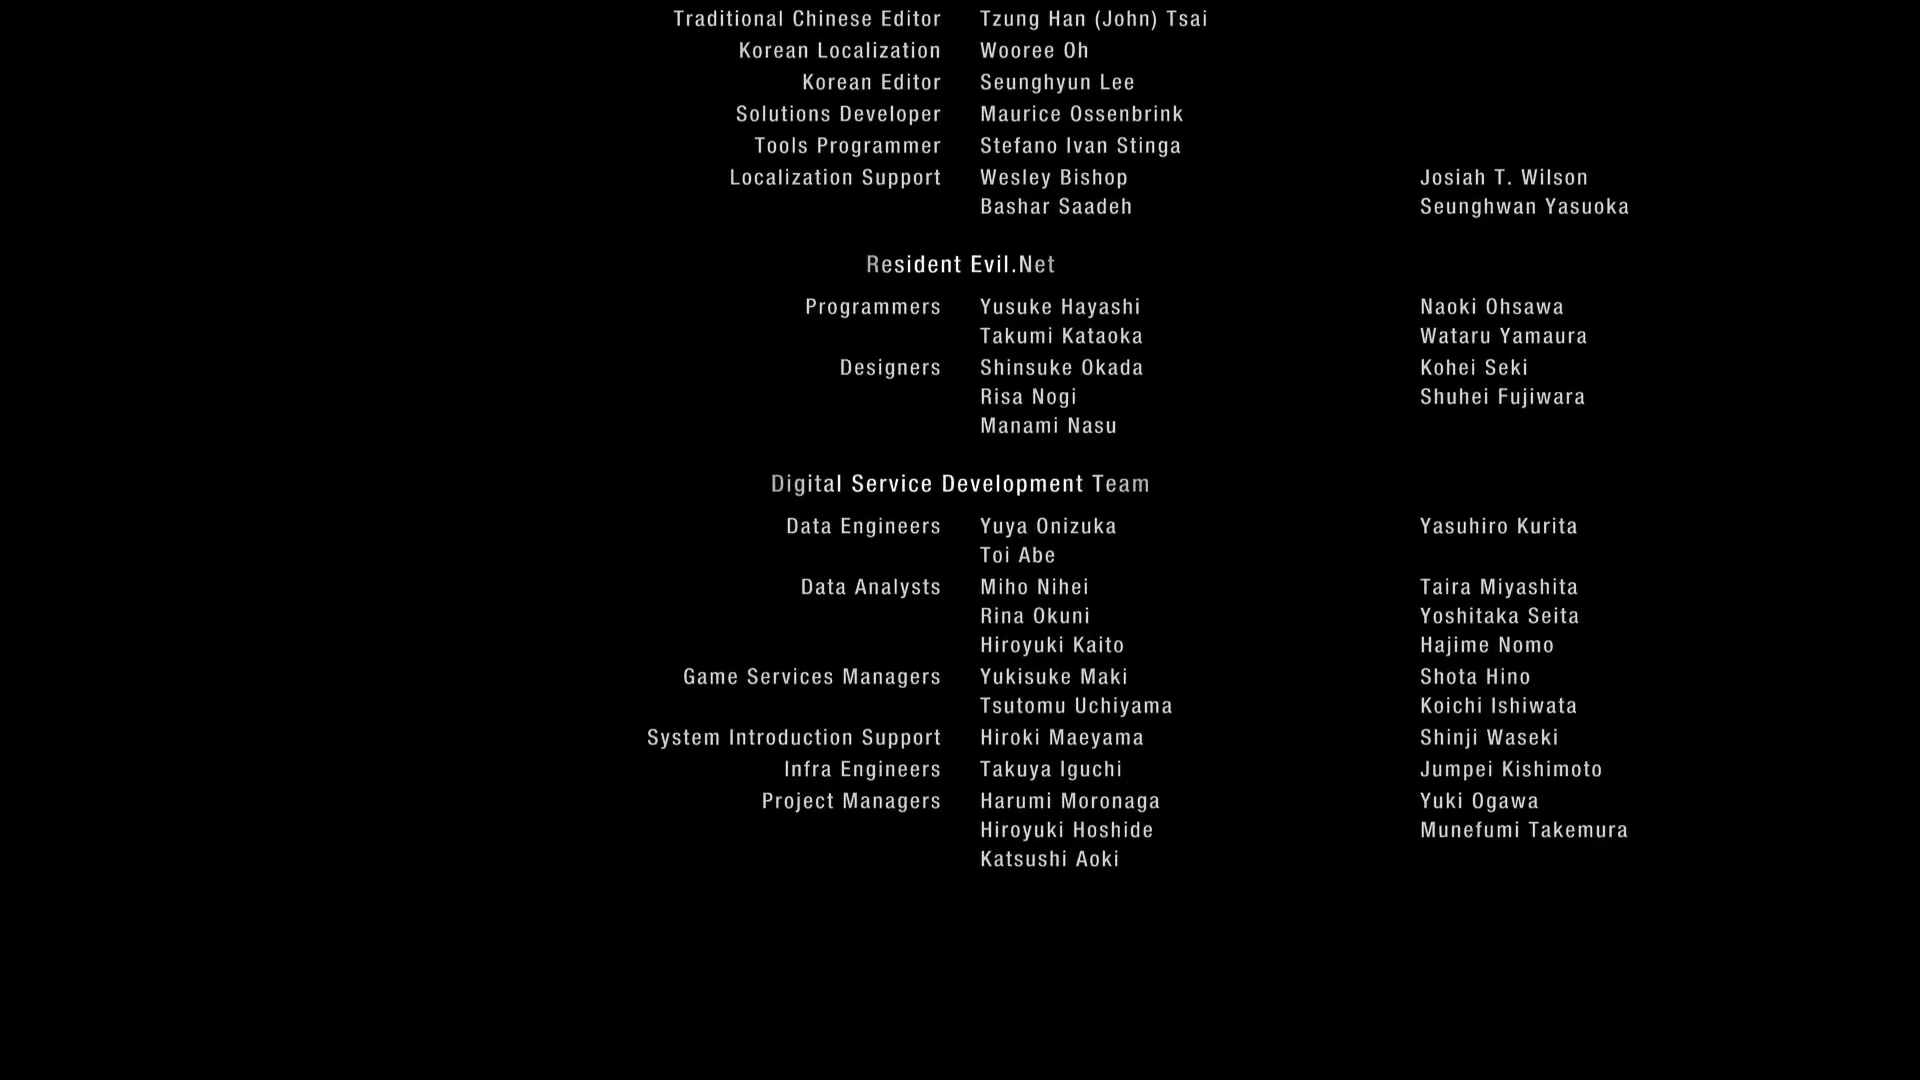 Traditional Chinese Editor Tzung Han (John) Tsai
Korean Localization Wooree Oh
Korean Editor Seunghyun Lee
Solutions Developer Maurice Ossenbrink
Tools Programmer Stefano Ivan Stinga
Localization Support Wesley Bishop Josiah T. Wilson
Bashar Saadeh Seunghwan Yasuoka
Resident Evil.Net
Programmers Yusuke Hayashi Naoki Ohsawa
Takumi Kataoka Wataru Yamaura
Designers Shinsuke Okada Kohei Seki
Risa Nogi Shuhei Fujiwara
Manami Nasu
Digital Service Development Team
Data Engineers Yuya Onizuka Yasuhiro Kurita
Toi Abe
Data Analysts Miho Nihei Taira Miyashita
Rina Okuni Yoshitaka Seita
Hiroyuki Kaito Hajime Nomo
Game Services Managers Yukisuke Maki Shota Hino
Tsutomu Uchiyama Koichi Ishiwata
System Introduction Support Hiroki Maeyama Shinji Waseki
Infra Engineers Takuya Iguchi Jumpei Kishimoto
Project Managers Harumi Moronaga Yuki Ogawa
Hiroyuki Hoshide Munefumi Takemura
Katsushi Aoki